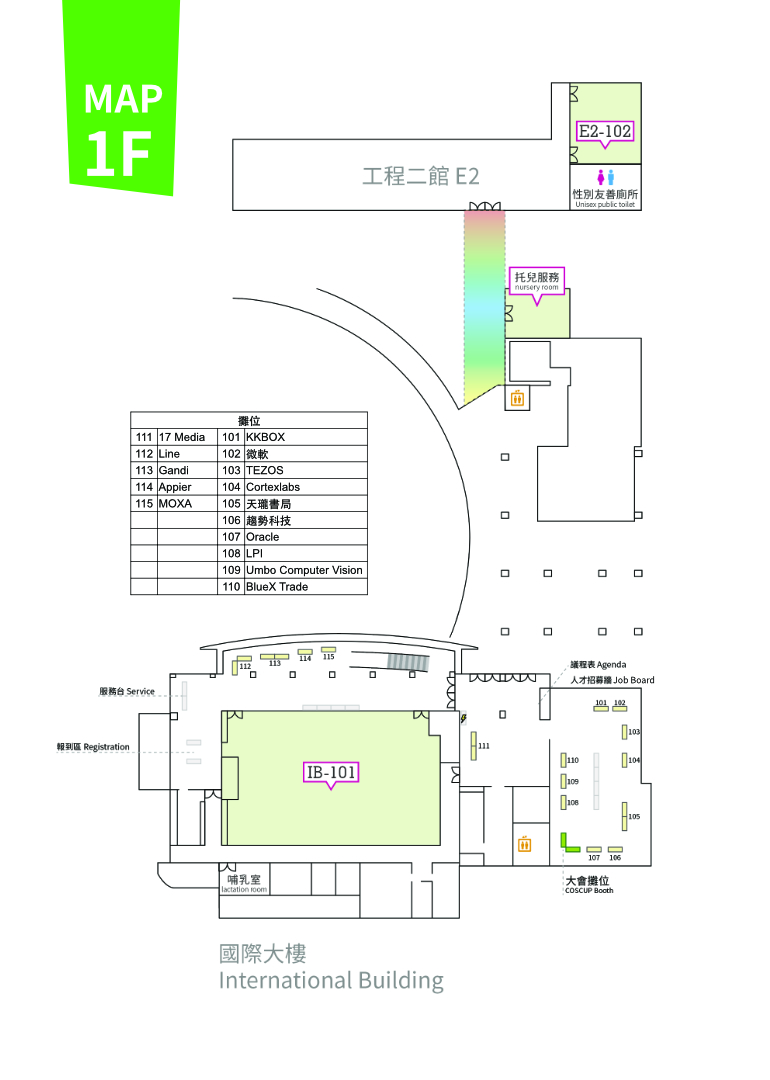 MAP
1F
E2-102
工程二館 E2
性別友善廁所
Unisex public toilet
托兒服務
nursery room
攤位
111 17 Media 101 KKBOX
112 Line 102 微軟
113 Gandi 103 TEZOS
114 Appier 104 Cortexlabs
115 MOXA 105 天瓏書局
106 趨勢科技
107 Oracle
108 LPI
109 Umbo Computer Vision
110 BlueX Trade
112
113
114
115
議程表 Agenda
人才招募牆 Job Board
服務台 Service
101
102
103
報到區 Registration
111
110
104
IB-101
109
108
105
107
106
哺乳室
lactation room
大會攤位
COSCUP Booth
國際大樓
International Building